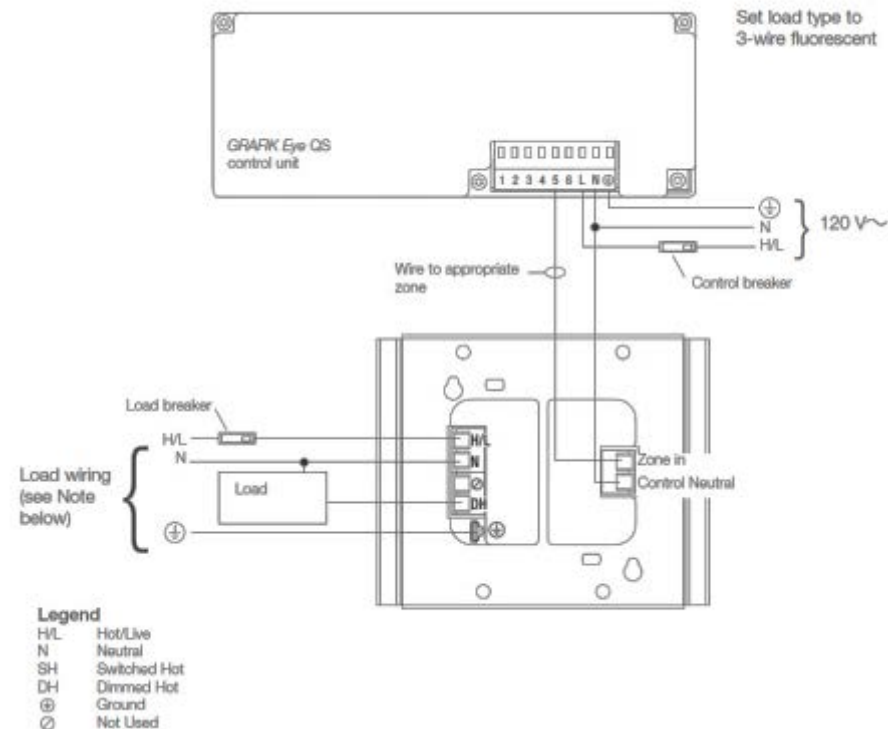 Set load type to
3-wire fluorescent
GRAFIK Eye QS
control unit
1 2 3 4 5 6 L N ⏚
⏚
N
H/L
120 V~
Control breaker
Wire to appropriate
zone
Load breaker
H/L
N
Load wiring
(see Note
below)
Load
⏚
H/L
N
∅
DH
⏚
Zone in
Control Neutral
Legend
H/L Hot/Live
N Neutral
SH Switched Hot
DH Dimmed Hot
⏚ Ground
∅ Not Used